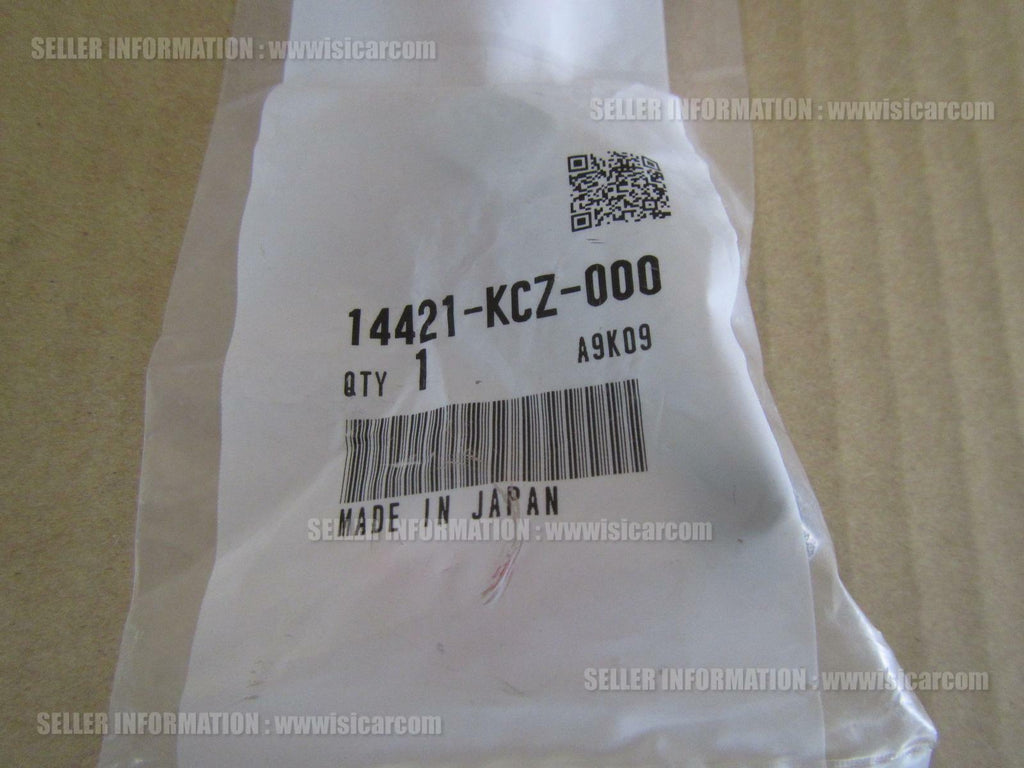 SELLER INFORMATION : wwwisicarcom
SELLER INFORMATION : wwwisicarcom
14421-KCZ-000
QTY 1 A9K09
MADE IN JAPAN
SELLER INFORMATION : wwwisicarcom
SELLER INFORMATION : wwwisicarcom
SELLER INFORMATION : wwwisicarcom